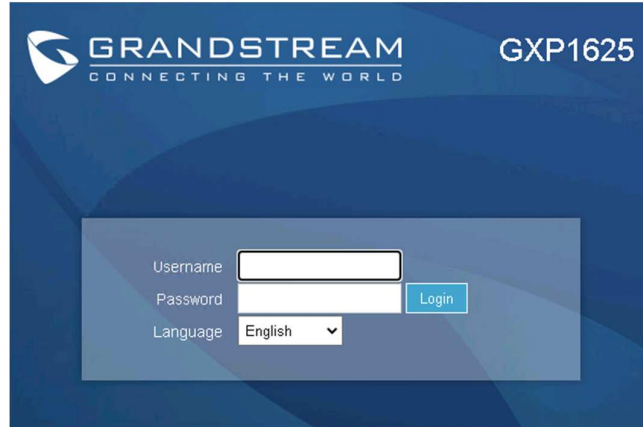 GRANDSTREAM
CONNECTING THE WORLD
GXP1625
Username
Password
Login
Language
English